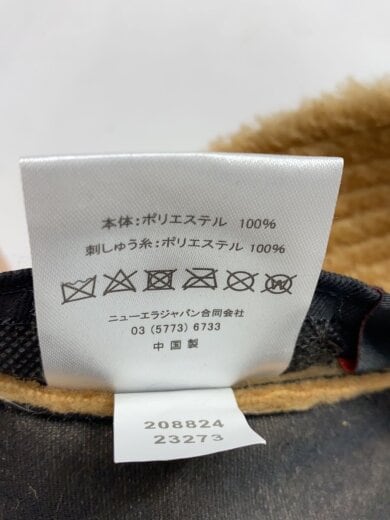 本体:ポリエステル 100%
刺しゅう糸:ポリエステル 100%
ニューエラジャパン合同会社
03 (5773) 6733
中国製
208824
23273